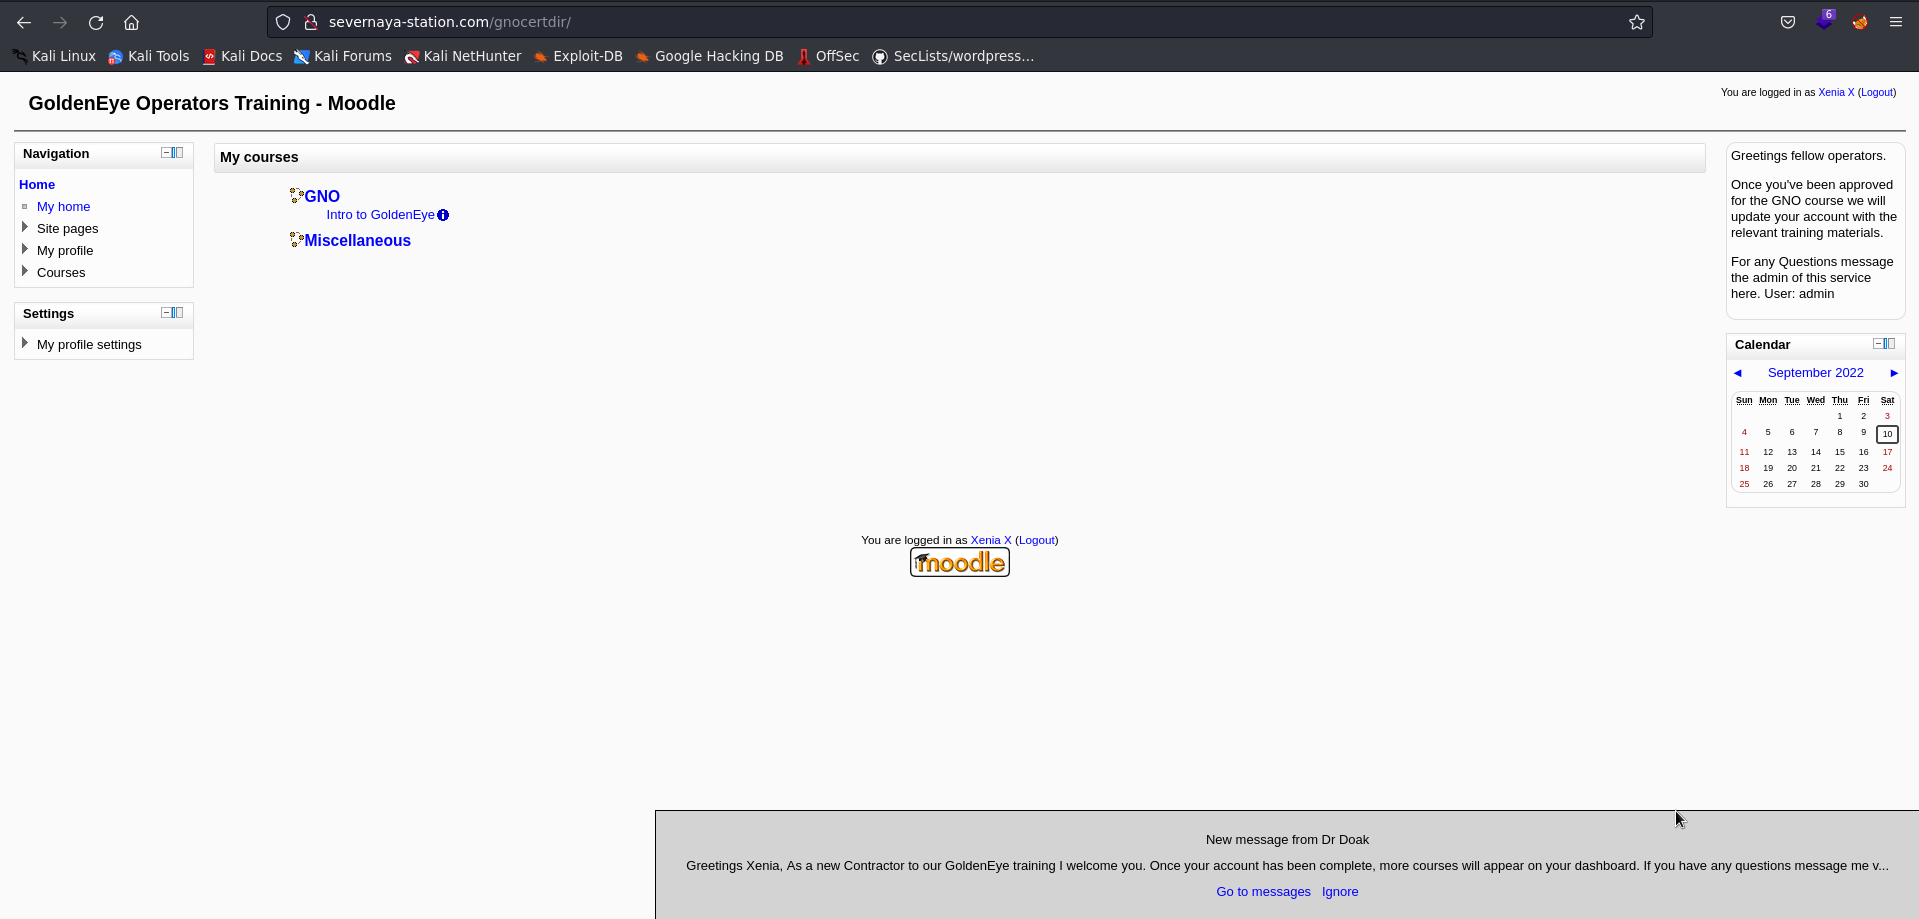 severnaya-station.com/gnocertdir/
6
Kali Linux Kali Tools Kali Docs Kali Forums Kali NetHunter Exploit-DB Google Hacking DB OffSec SecLists/wordpress…
GoldenEye Operators Training - Moodle
You are logged in as Xenia X (Logout)
Navigation
Home
My home
Site pages
My profile
Courses
Settings
My profile settings
My courses
GNO
Intro to GoldenEye
Miscellaneous
Greetings fellow operators.
Once you've been approved
for the GNO course we will
update your account with the
relevant training materials.
For any Questions message
the admin of this service
here. User: admin
Calendar
◄ September 2022 ►
Sun Mon Tue Wed Thu Fri Sat
1 2 3
4 5 6 7 8 9 10
11 12 13 14 15 16 17
18 19 20 21 22 23 24
25 26 27 28 29 30
You are logged in as Xenia X (Logout)
moodle
New message from Dr Doak
Greetings Xenia, As a new Contractor to our GoldenEye training I welcome you. Once your account has been complete, more courses will appear on your dashboard. If you have any questions message me v...
Go to messages Ignore